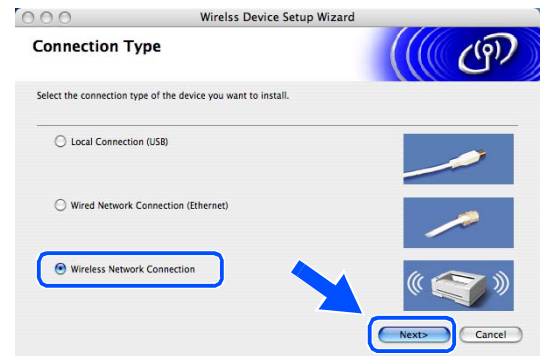 Wirelss Device Setup Wizard
Connection Type
Select the connection type of the device you want to install.
Local Connection (USB)
Wired Network Connection (Ethernet)
Wireless Network Connection
Next> Cancel